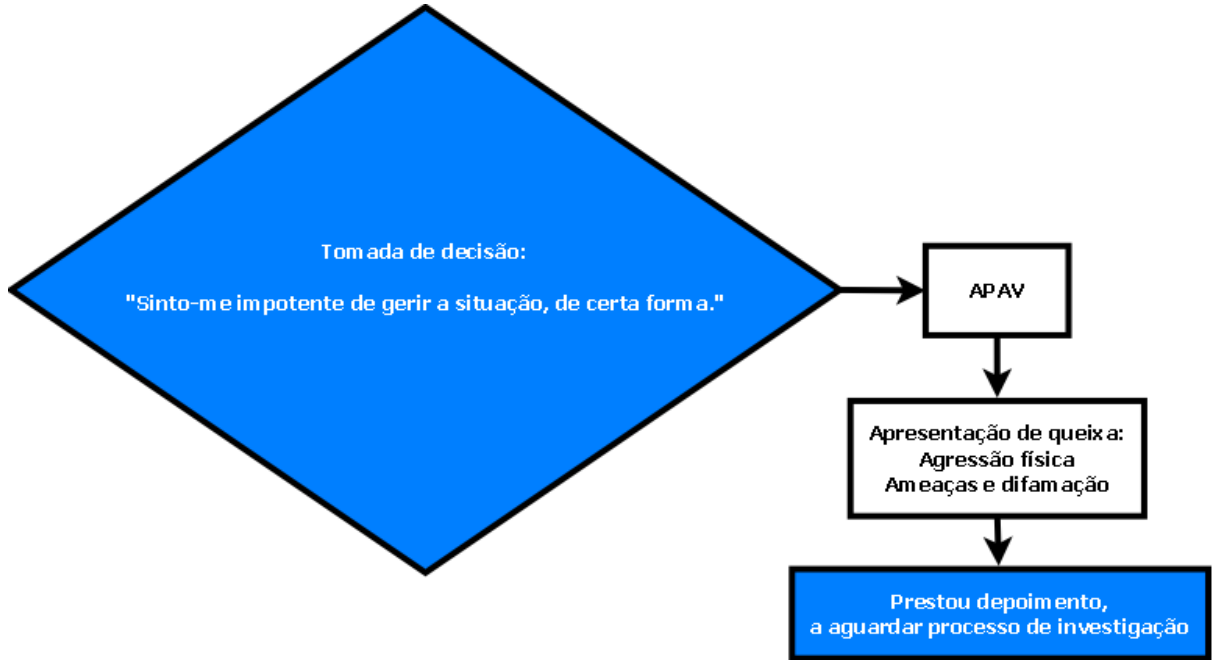 Tomada de decisão:
"Sinto-me impotente de gerir a situação, de certa forma."
APAV
Apresentação de queixa:
Agressão física
Ameaças e difamação
Prestou depoimento,
a aguardar processo de investigação